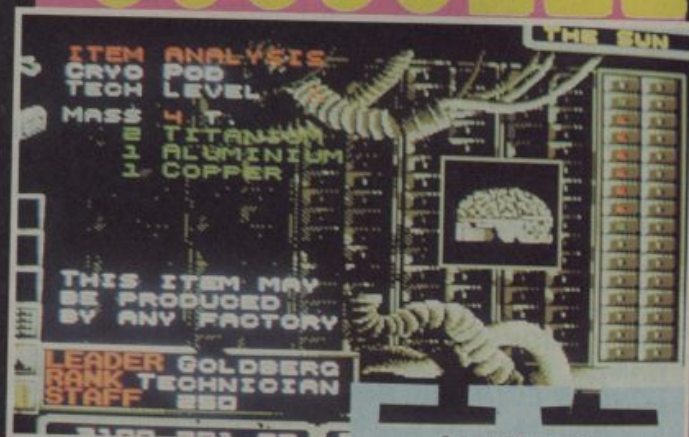 THE SUN
ITEM ANALYSIS
CRYO POD
TECH LEVEL
MASS 4 T.
2 TITANIUM
1 ALUMINIUM
1 COPPER
THIS ITEM MAY
BE PRODUCED
BY ANY FACTORY
LEADER GOLDBERG
RANK TECHNICIAN
STAFF 250